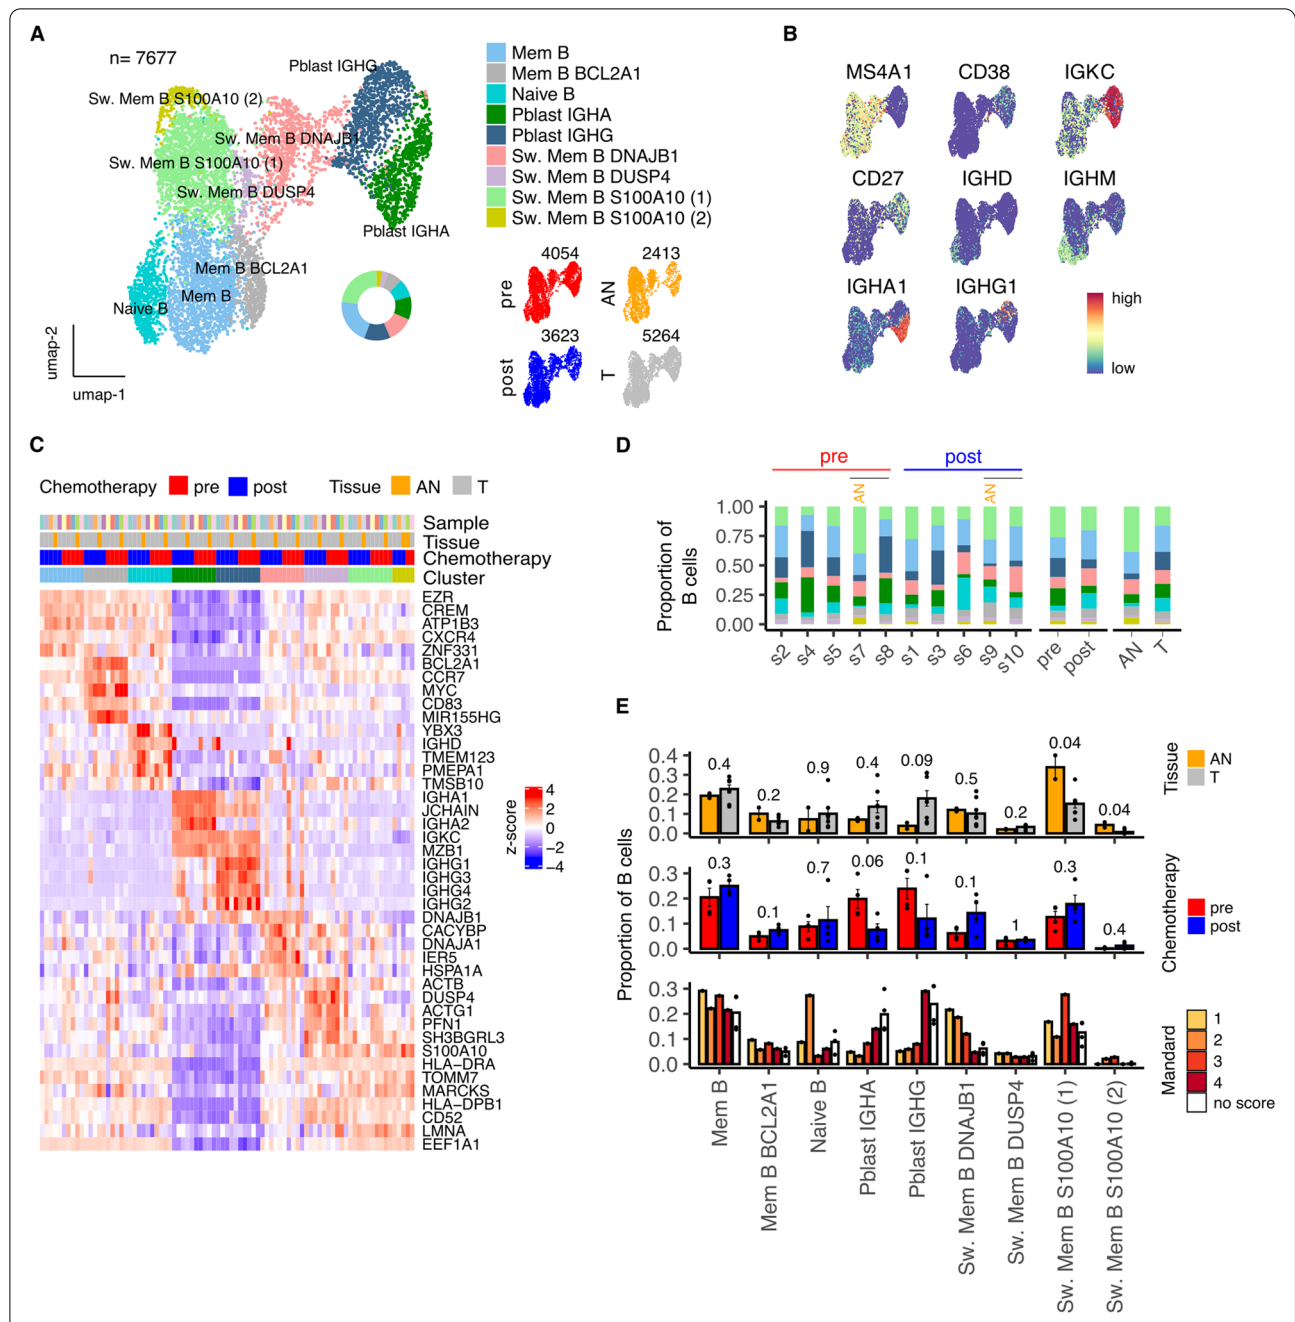 A
n= 7677
Pblast IGHG
Sw. Mem B S100A10 (2)
Sw. Mem B DNAJB1
Sw. Mem B S100A10 (1)
Sw. Mem B DUSP4
Pblast IGHA
Mem B BCL2A1
Mem B
Naive B
umap-2
umap-1
Mem B
Mem B BCL2A1
Naive B
Pblast IGHA
Pblast IGHG
Sw. Mem B DNAJB1
Sw. Mem B DUSP4
Sw. Mem B S100A10 (1)
Sw. Mem B S100A10 (2)
4054 2413
pre AN
3623 5264
post T
B
MS4A1 CD38 IGKC
CD27 IGHD IGHM
IGHA1 IGHG1
high
low
C
Chemotherapy pre post Tissue AN T
Sample
Tissue
Chemotherapy
Cluster
EZR
CREM
ATP1B3
CXCR4
ZNF331
BCL2A1
CCR7
MYC
CD83
MIR155HG
YBX3
IGHD
TMEM123
PMEPA1
TMSB10
IGHA1
JCHAIN
IGHA2
IGKC
MZB1
IGHG1
IGHG3
IGHG4
IGHG2
DNAJB1
CACYBP
DNAJA1
IER5
HSPA1A
ACTB
DUSP4
ACTG1
PFN1
SH3BGRL3
S100A10
HLA−DRA
TOMM7
MARCKS
HLA−DPB1
CD52
LMNA
EEF1A1
z-score
4
2
0
−2
−4
D
pre post
AN AN
Proportion of
B cells
1.00
0.75
0.50
0.25
0.00
s2 s4 s5 s7 s8 s1 s3 s6 s9 s10 pre post AN T
E
Proportion of B cells
0.4
0.3
0.2
0.1
0.0
0.4 0.2 0.9 0.4 0.09 0.5 0.2 0.04 0.04
Tissue
AN
T
0.3
0.2
0.1
0.0
0.3 0.1 0.7 0.06 0.1 0.1 1 0.3 0.4
Chemotherapy
pre
post
0.3
0.2
0.1
0.0
Mandard
1
2
3
4
no score
Mem B
Mem B BCL2A1
Naive B
Pblast IGHA
Pblast IGHG
Sw. Mem B DNAJB1
Sw. Mem B DUSP4
Sw. Mem B S100A10 (1)
Sw. Mem B S100A10 (2)